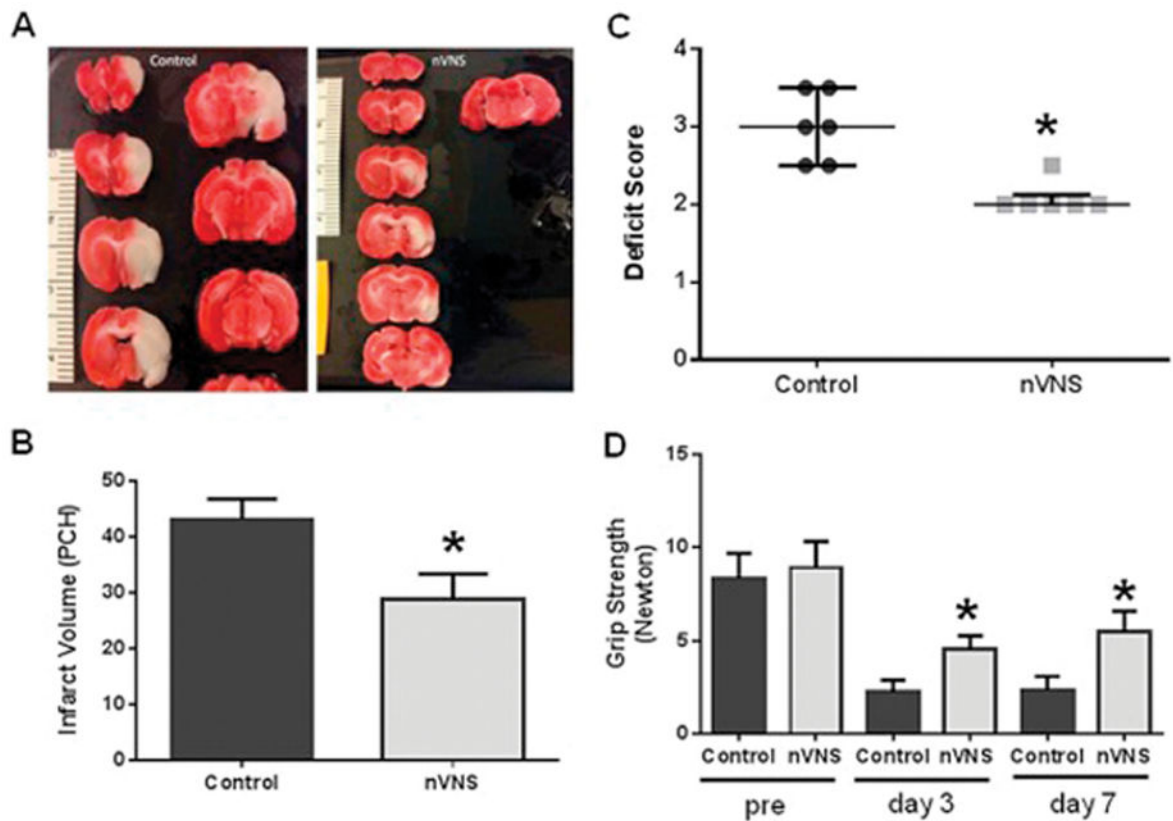 A
Control
nVNS
B
Infarct Volume (PCH)
50
40
30
20
10
0
Control
nVNS
*
C
Deficit Score
4
3
2
1
0
Control
nVNS
*
D
Grip Strength
(Newton)
15
10
5
0
* *
Control nVNS Control nVNS Control nVNS
pre day 3 day 7